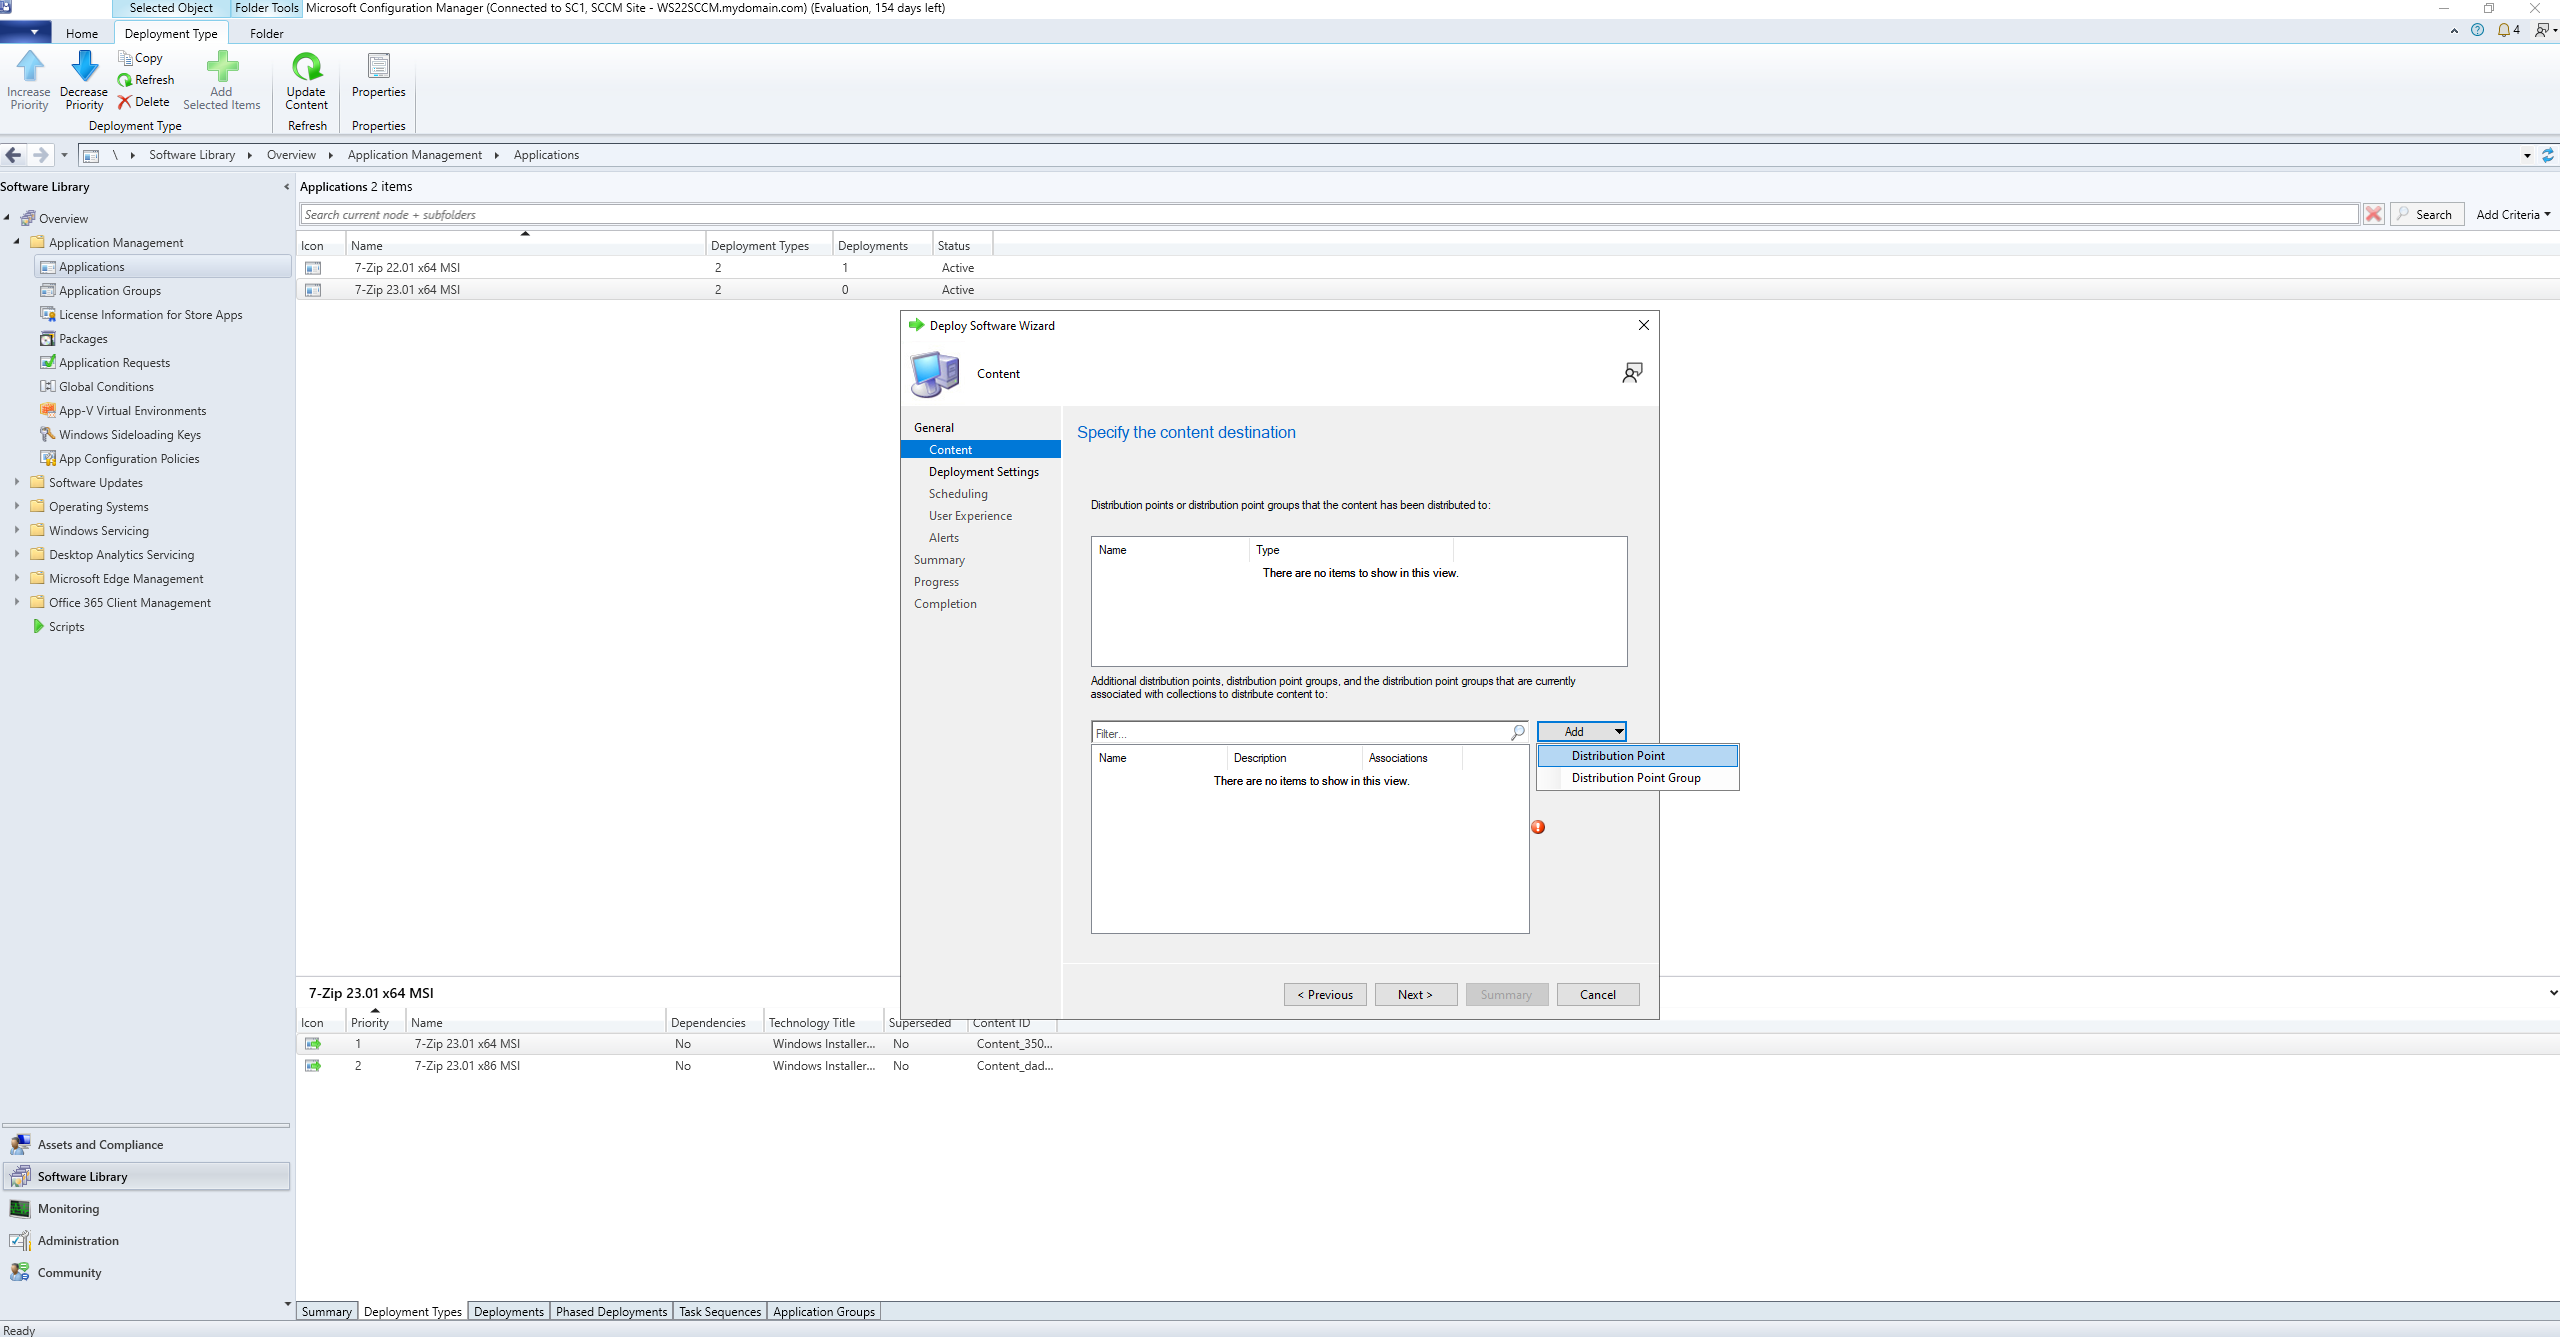 Selected Object Folder Tools Microsoft Configuration Manager (Connected to SC1, SCCM Site - WS22SCCM.mydomain.com) (Evaluation, 154 days left)
Home Deployment Type Folder
4
Increase Priority
Decrease Priority
Copy
Refresh
Delete
Add Selected Items
Update Content
Properties
Deployment Type Refresh Properties
\ Software Library Overview Application Management Applications
Software Library
Overview
Application Management
Applications
Application Groups
License Information for Store Apps
Packages
Application Requests
Global Conditions
App-V Virtual Environments
Windows Sideloading Keys
App Configuration Policies
Software Updates
Operating Systems
Windows Servicing
Desktop Analytics Servicing
Microsoft Edge Management
Office 365 Client Management
Scripts
Assets and Compliance
Software Library
Monitoring
Administration
Community
Applications 2 items
Search current node + subfolders Search Add Criteria
Icon Name Deployment Types Deployments Status
7-Zip 22.01 x64 MSI 2 1 Active
7-Zip 23.01 x64 MSI 2 0 Active
Deploy Software Wizard
Content
General
Content
Deployment Settings
Scheduling
User Experience
Alerts
Summary
Progress
Completion
Specify the content destination
Distribution points or distribution point groups that the content has been distributed to:
Name Type
There are no items to show in this view.
Additional distribution points, distribution point groups, and the distribution point groups that are currently
associated with collections to distribute content to:
Filter... Add
Distribution Point
Distribution Point Group
Name Description Associations
There are no items to show in this view.
< Previous Next > Summary Cancel
7-Zip 23.01 x64 MSI
Icon Priority Name Dependencies Technology Title Superseded Content ID
1 7-Zip 23.01 x64 MSI No Windows Installer... No Content_350...
2 7-Zip 23.01 x86 MSI No Windows Installer... No Content_dad...
Summary Deployment Types Deployments Phased Deployments Task Sequences Application Groups
Ready